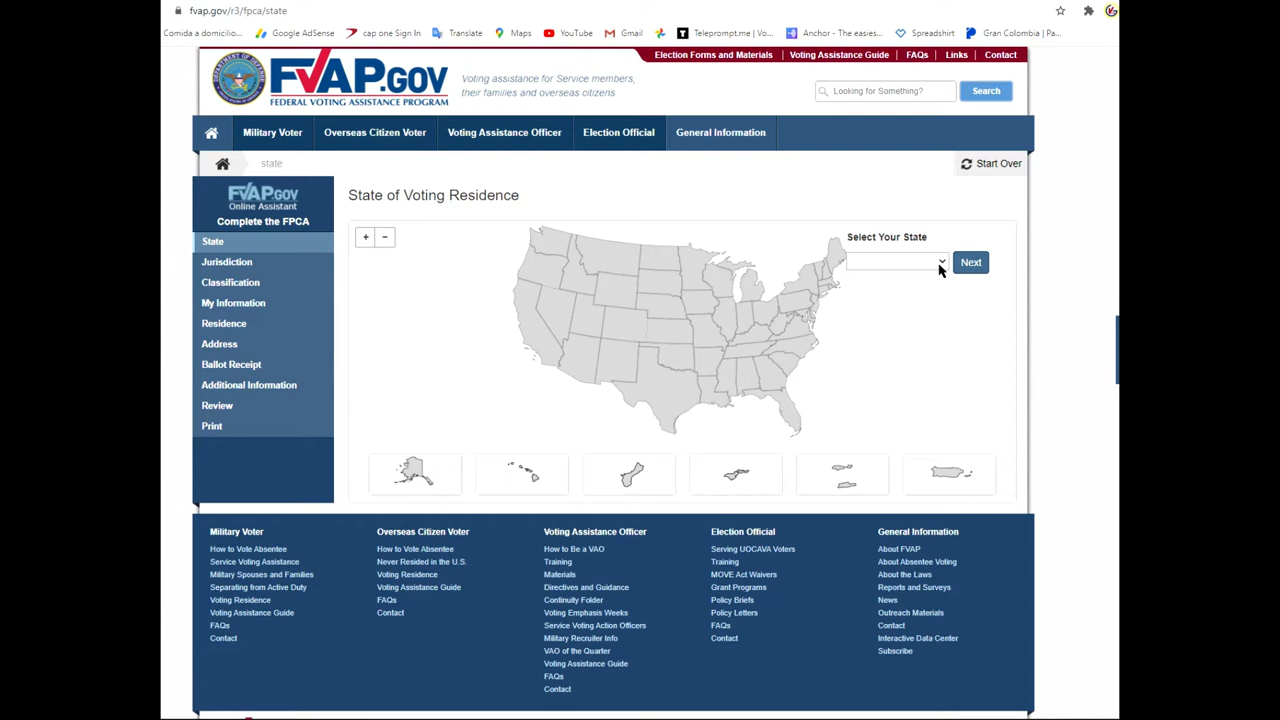 fvap.gov/r3/fpca/state
Comida a domicilio... Google AdSense cap one Sign In Translate Maps YouTube Gmail Teleprompt.me | Vo... Anchor - The easies... Spreadshirt Gran Colombia | Pa...
Election Forms and Materials | Voting Assistance Guide | FAQs | Links | Contact
FVAP.GOV
FEDERAL VOTING ASSISTANCE PROGRAM
Voting assistance for Service members,
their families and overseas citizens
Looking for Something? Search
Military Voter Overseas Citizen Voter Voting Assistance Officer Election Official General Information
state Start Over
FVAP.GOV
Online Assistant
Complete the FPCA
State
Jurisdiction
Classification
My Information
Residence
Address
Ballot Receipt
Additional Information
Review
Print
State of Voting Residence
+ −
Select Your State
Next
Military Voter
How to Vote Absentee
Service Voting Assistance
Military Spouses and Families
Separating from Active Duty
Voting Residence
Voting Assistance Guide
FAQs
Contact
Overseas Citizen Voter
How to Vote Absentee
Never Resided in the U.S.
Voting Residence
Voting Assistance Guide
FAQs
Contact
Voting Assistance Officer
How to Be a VAO
Training
Materials
Directives and Guidance
Continuity Folder
Voting Emphasis Weeks
Service Voting Action Officers
Military Recruiter Info
VAO of the Quarter
Voting Assistance Guide
FAQs
Contact
Election Official
Serving UOCAVA Voters
Training
MOVE Act Waivers
Grant Programs
Policy Briefs
Policy Letters
FAQs
Contact
General Information
About FVAP
About Absentee Voting
About the Laws
Reports and Surveys
News
Outreach Materials
Contact
Interactive Data Center
Subscribe